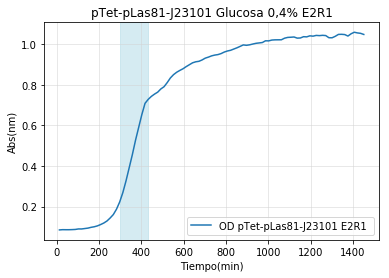 pTet-pLas81-J23101 Glucosa 0,4% E2R1
Abs(nm)
1.0
0.8
0.6
0.4
0.2
OD pTet-pLas81-J23101 E2R1
0 200 400 600 800 1000 1200 1400
Tiempo(min)